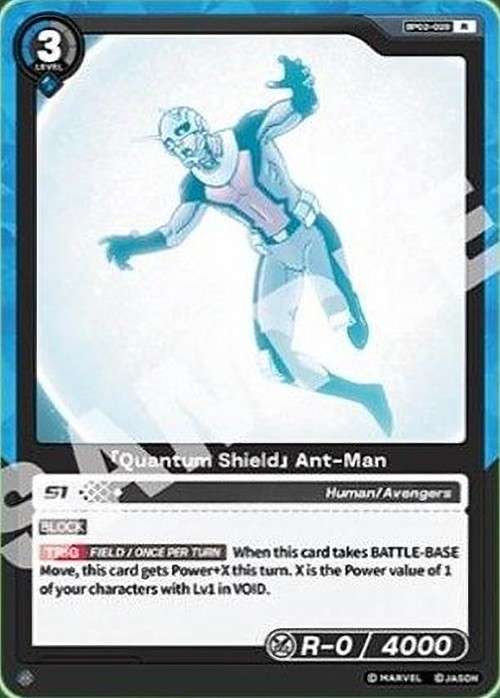 3
LEVEL
BP02-029 R
「Quantum Shield」 Ant-Man
S1
Human/Avengers
BLOCK
TRIG FIELD / ONCE PER TURN When this card takes BATTLE-BASE
Move, this card gets Power+X this turn. X is the Power value of 1
of your characters with Lv1 in VOID.
R-0 / 4000
© MARVEL ©JASON
SAMPLE